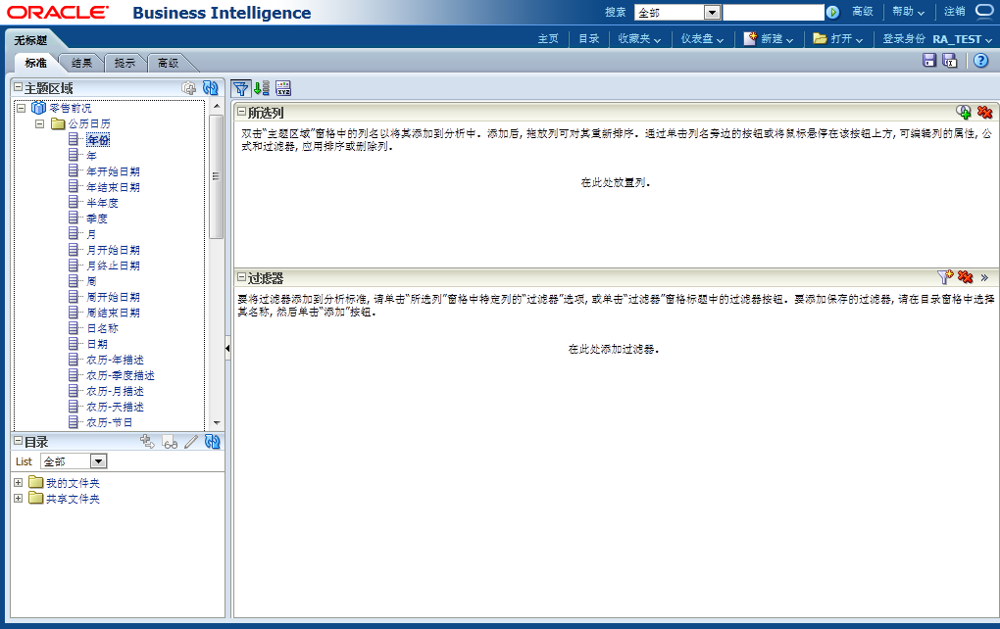 ORACLE Business Intelligence
搜索 全部 高级 帮助 注销
无标题
主页 目录 收藏夹 仪表盘 新建 打开 登录身份 RA_TEST
标准 结果 提示 高级
主题区域
零售前况
公历日历
年份
年
年开始日期
年结束日期
半年度
季度
月
月开始日期
月终止日期
周
周开始日期
周结束日期
日名称
日期
农历-年描述
农历-季度描述
农历-月描述
农历-天描述
农历-节日
目录
List 全部
我的文件夹
共享文件夹
所选列
双击“主题区域”窗格中的列名以将其添加到分析中. 添加后, 拖放列可对其重新排序. 通过单击列名旁边的按钮或将鼠标悬停在该按钮上方, 可编辑列的属性, 公
式和过滤器, 应用排序或删除列.
在此处放置列.
过滤器
要将过滤器添加到分析标准, 请单击“所选列”窗格中特定列的“过滤器”选项, 或单击“过滤器”窗格标题中的过滤器按钮. 要添加保存的过滤器, 请在目录窗格中选择
其名称, 然后单击“添加”按钮.
在此处添加过滤器.